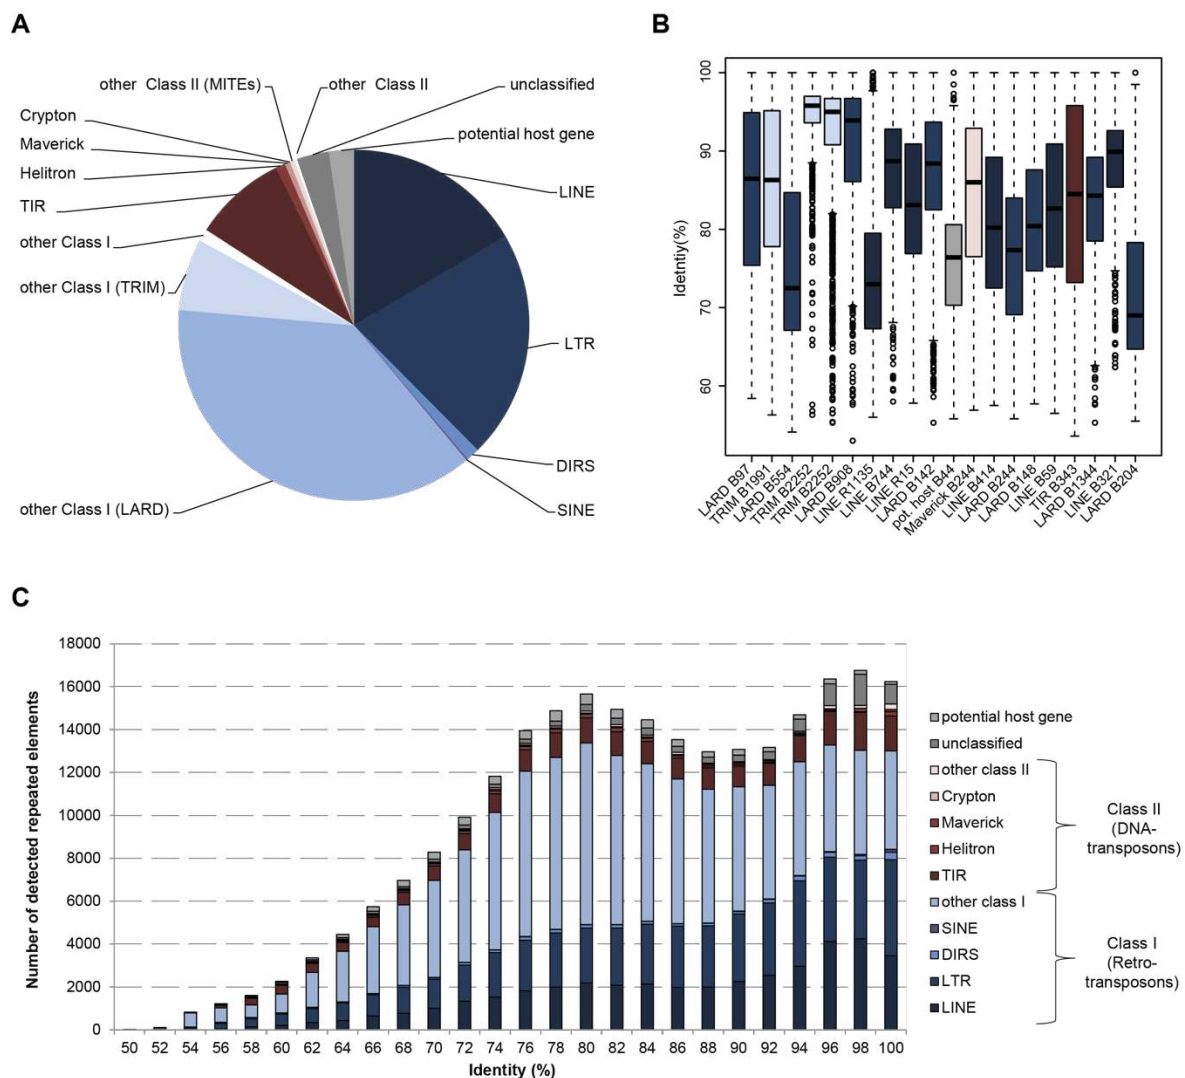 A
other Class II (MITEs)
other Class II
unclassified
Crypton
potential host gene
Maverick
Helitron
LINE
TIR
other Class I
other Class I (TRIM)
LTR
DIRS
other Class I (LARD)
SINE
B
Idetntiy(%)
100
90
80
70
60
LARD B97
TRIM B1991
LARD B554
TRIM B2252
TRIM B2252
LARD B908
LINE R1135
LINE B744
LINE R15
LARD B142
pot. host B44
Maverick B244
LINE B414
LARD B244
LARD B148
LINE B59
TIR B343
LARD B1344
LINE B321
LARD B204
C
Number of detected repeated elements
18000
16000
14000
12000
10000
8000
6000
4000
2000
0
50 52 54 56 58 60 62 64 66 68 70 72 74 76 78 80 82 84 86 88 90 92 94 96 98 100
Identity (%)
potential host gene
unclassified
other class II
Crypton
Maverick
Helitron
TIR
other class I
SINE
DIRS
LTR
LINE
Class II
(DNA-
transposons)
Class I
(Retro-
transposons)